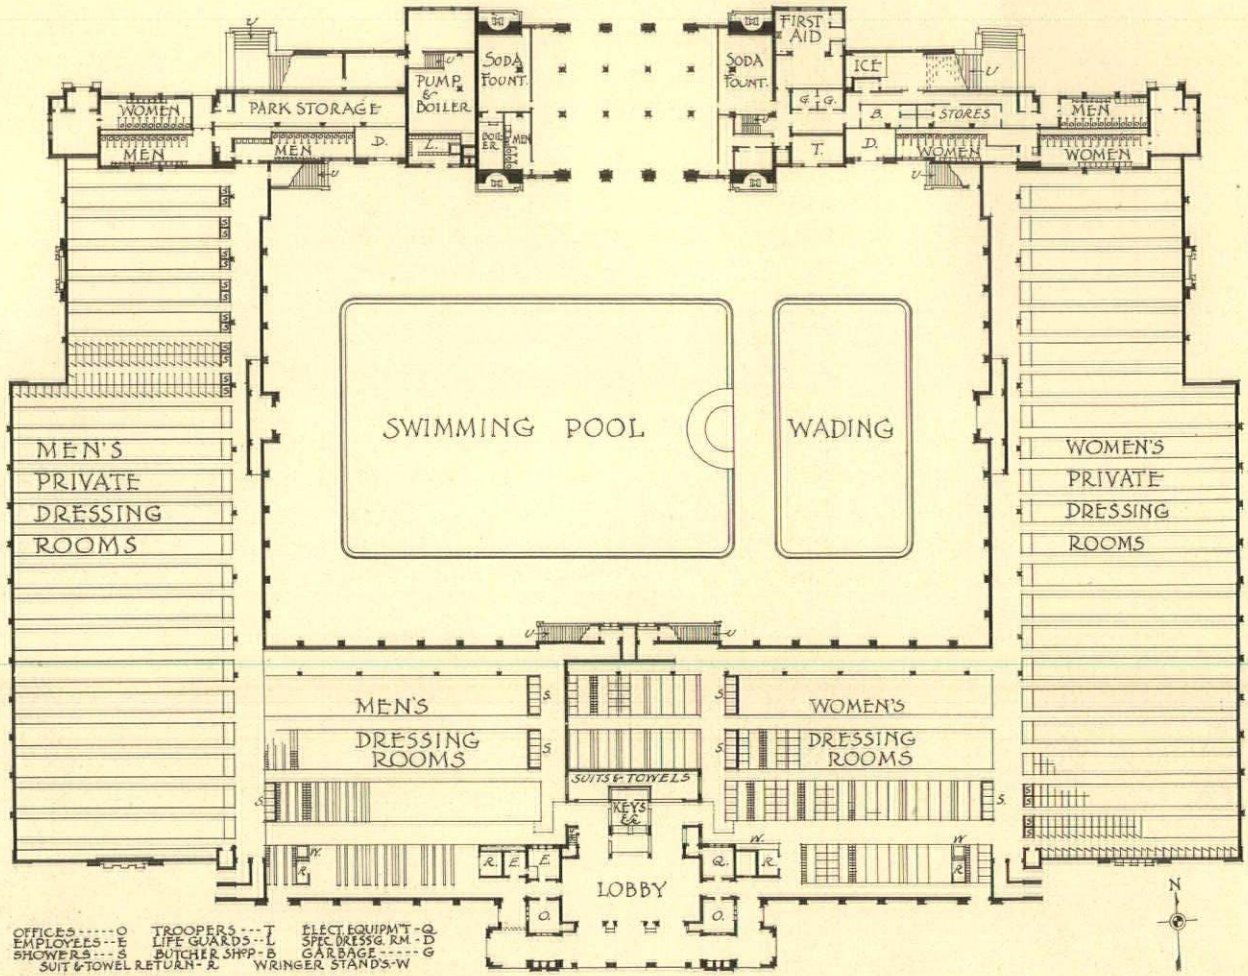 U
FIRST
AID
SODA
FOUNT.
SODA
FOUNT.
ICE
U
U
PUMP
&
BOILER
WOMEN
PARK STORAGE
G G
B.
STORES
MEN
U
MEN
MEN
D.
L.
BOILER
MEN
T.
D.
WOMEN
WOMEN
U
U
S
S
S
S
S
S
S
S
S
S
S
S
S
S
SWIMMING POOL
WADING
MEN'S
PRIVATE
DRESSING
ROOMS
WOMEN'S
PRIVATE
DRESSING
ROOMS
U
U
MEN'S
DRESSING
ROOMS
S.
S
S.
S
WOMEN'S
DRESSING
ROOMS
SUITS & TOWELS
KEYS
&c
S.
S.
S
S
S
S
W.
R
R.
E.
E.
LOBBY
Q.
W.
R.
W
R
O.
O.
N
OFFICES-----O TROOPERS---T ELECT. EQUIPM'T-Q
EMPLOYEES--E LIFE GUARDS--L SPEC. DRESS'G. RM.-D
SHOWERS---S BUTCHER SHOP-B GARBAGE-----G
SUIT & TOWEL RETURN-R WRINGER STAND'S-W